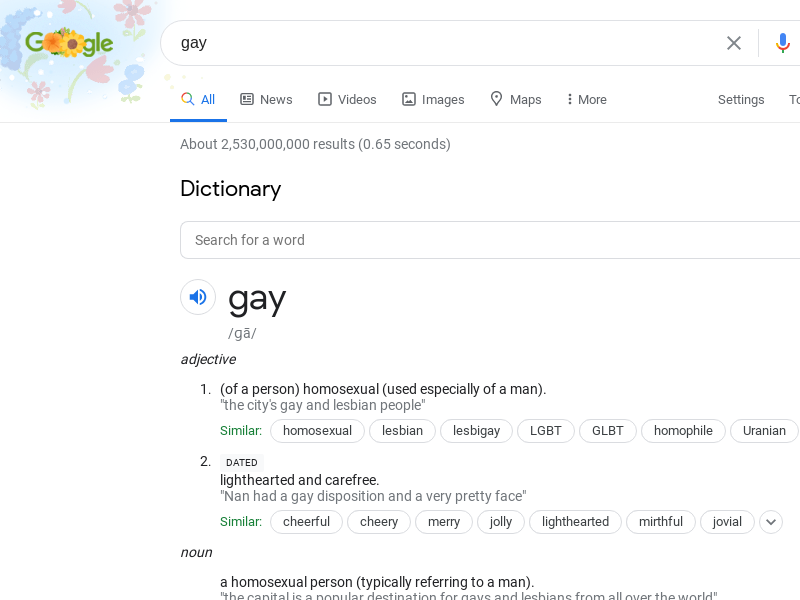 Google
gay
All News Videos Images Maps More Settings
About 2,530,000,000 results (0.65 seconds)
Dictionary
Search for a word
gay
/ɡā/
adjective
1. (of a person) homosexual (used especially of a man).
"the city's gay and lesbian people"
Similar: homosexual lesbian lesbigay LGBT GLBT homophile Uranian
2. DATED
lighthearted and carefree.
"Nan had a gay disposition and a very pretty face"
Similar: cheerful cheery merry jolly lighthearted mirthful jovial
noun
a homosexual person (typically referring to a man).
"the capital is a popular destination for gays and lesbians from all over the world"